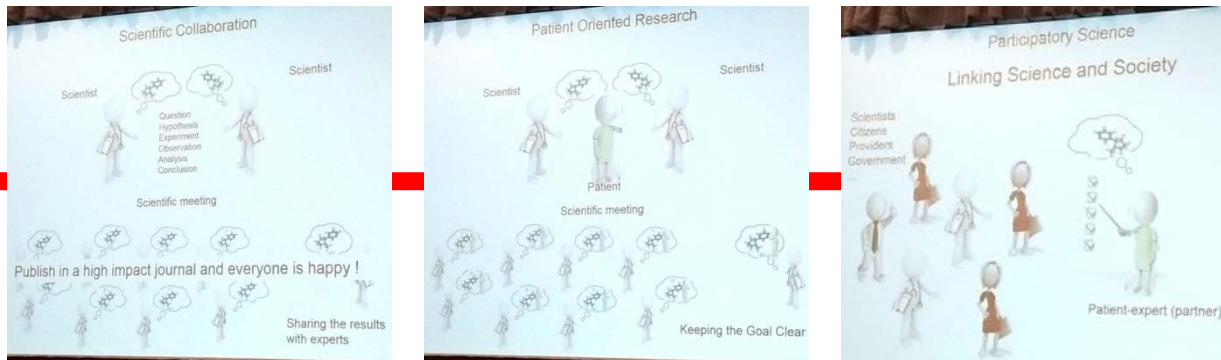 Scientific Collaboration
Scientist
Scientist
Question
Hypothesis
Experiment
Observation
Analysis
Conclusion
Scientific meeting
Publish in a high impact journal and everyone is happy !
Sharing the results
with experts
Patient Oriented Research
Scientist
Scientist
Patient
Scientific meeting
Keeping the Goal Clear
Participatory Science
Linking Science and Society
Scientists
Citizens
Providers
Government
...
Patient-expert (partner)